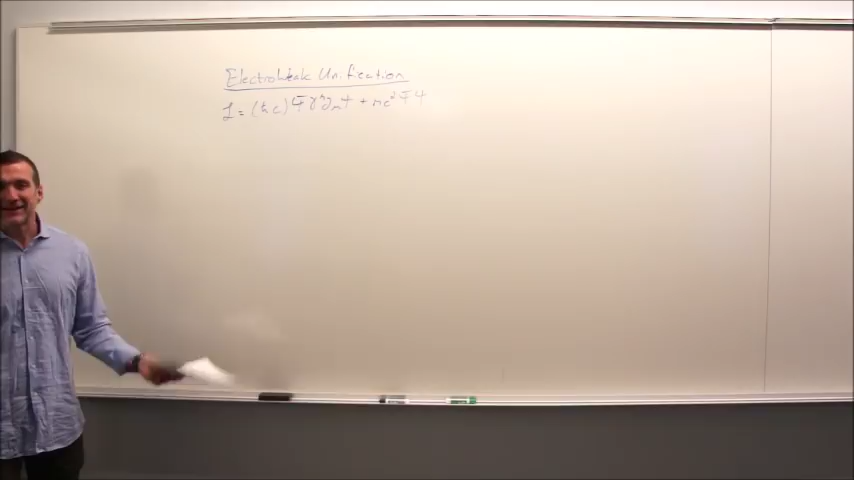 Electroweak Unification
ℒ = (ħc) ψ̄ γ^μ ∂_μ ψ + mc² ψ̄ ψ